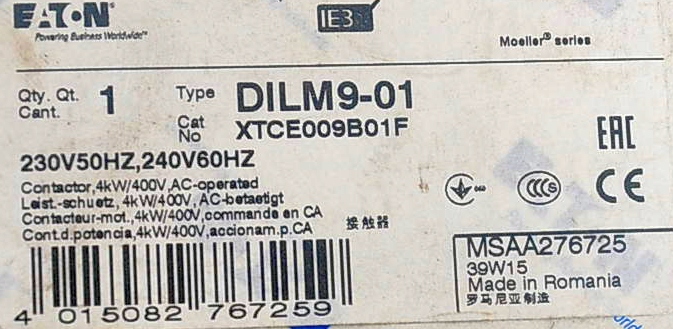 EATON
Powering Business Worldwide™
IE3
Moeller® series
Qty. Qt.
Cant.
1
Type DILM9-01
Cat
No XTCE009B01F
230V50HZ,240V60HZ
Contactor,4kW/400V,AC-operated
Leist.-schuetz,4kW/400V,AC-betaetigt
Contacteur-mot.,4kW/400V,commande en CA
Cont.d.potencia,4kW/400V,accionam.p.CA
接触器
EAC
CCC S
CE
MSAA276725
39W15
Made in Romania
罗马尼亚制造
4 015082 767259